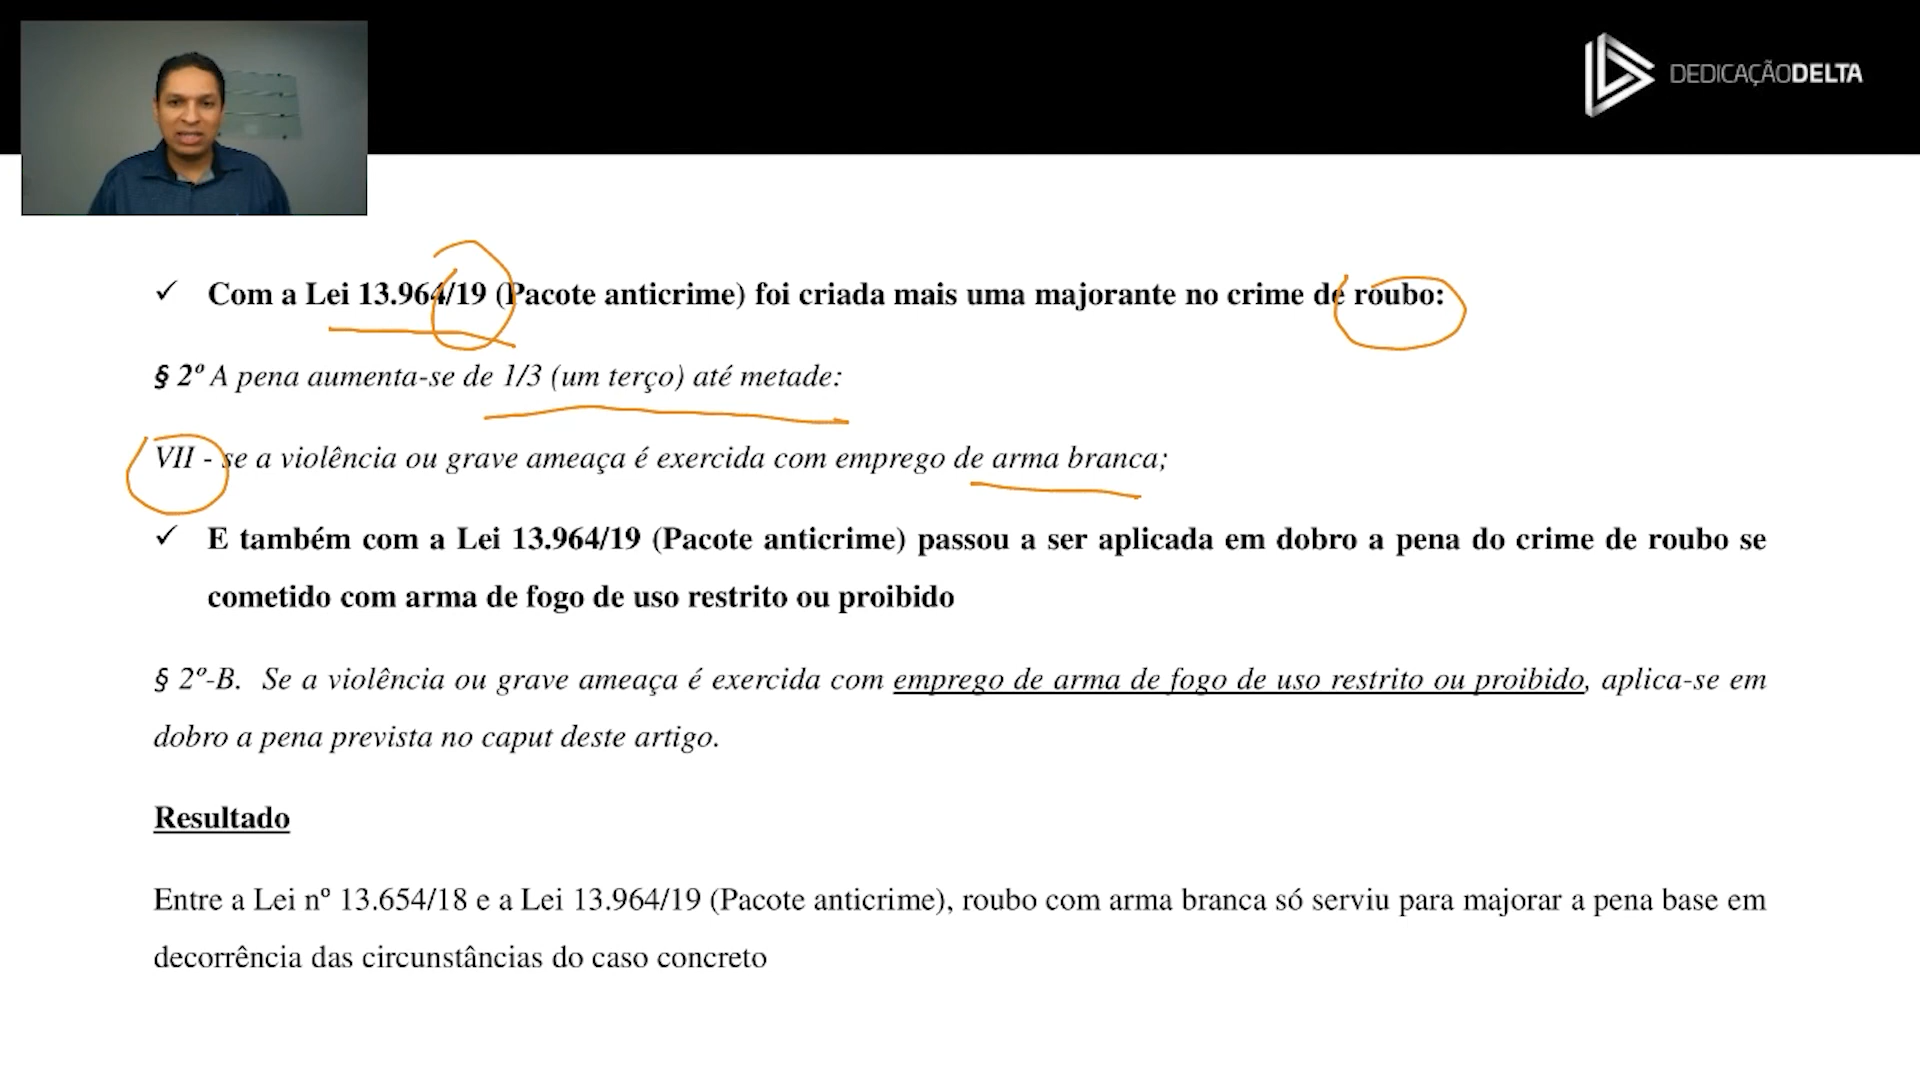 DEDICAÇÃODELTA
✓ Com a Lei 13.964/19 (Pacote anticrime) foi criada mais uma majorante no crime de roubo:
§ 2º A pena aumenta-se de 1/3 (um terço) até metade:
VII - se a violência ou grave ameaça é exercida com emprego de arma branca;
✓ E também com a Lei 13.964/19 (Pacote anticrime) passou a ser aplicada em dobro a pena do crime de roubo se
cometido com arma de fogo de uso restrito ou proibido
§ 2º-B. Se a violência ou grave ameaça é exercida com emprego de arma de fogo de uso restrito ou proibido, aplica-se em
dobro a pena prevista no caput deste artigo.
Resultado
Entre a Lei nº 13.654/18 e a Lei 13.964/19 (Pacote anticrime), roubo com arma branca só serviu para majorar a pena base em
decorrência das circunstâncias do caso concreto